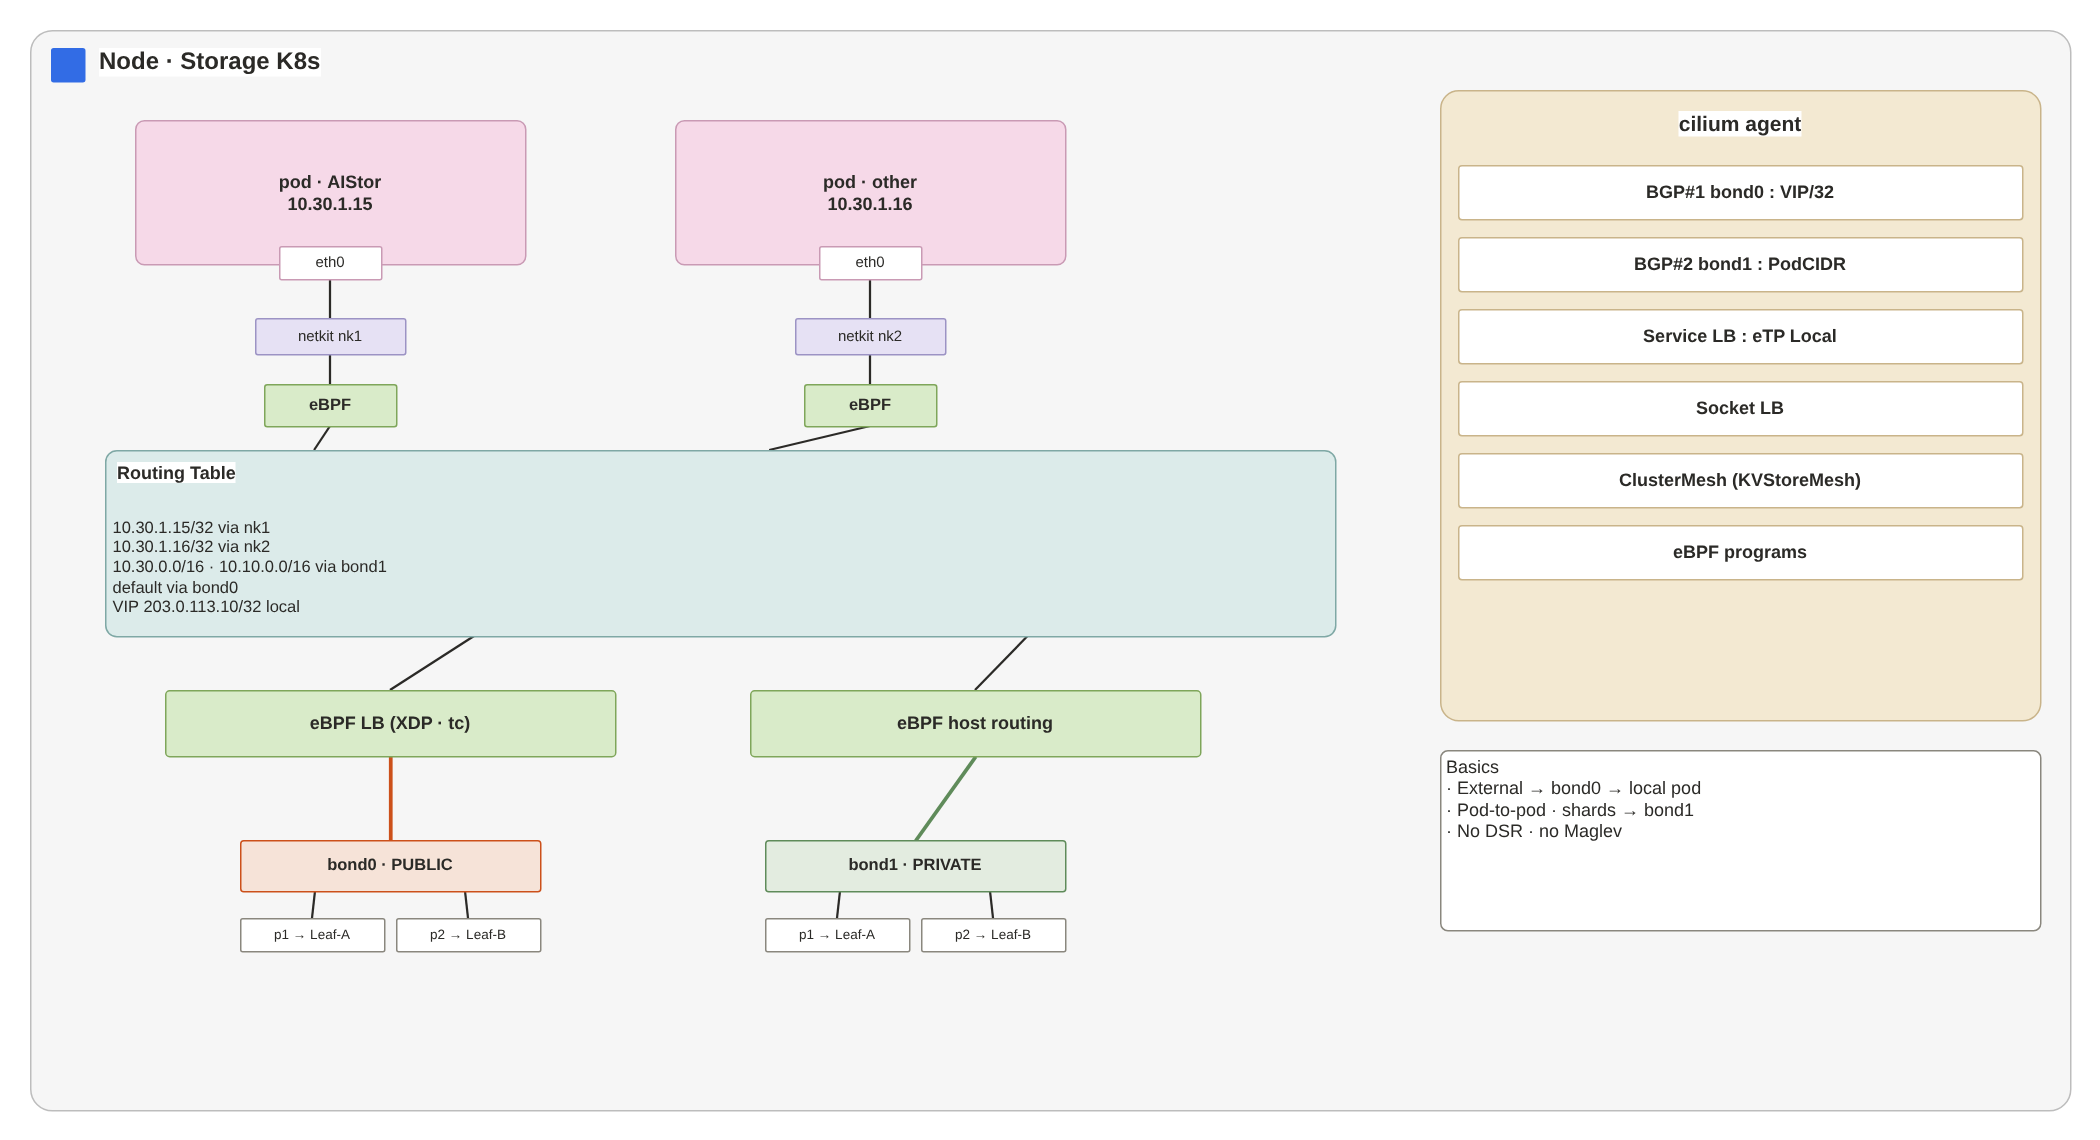 Node · Storage K8s
pod · AIStor
10.30.1.15
eth0
netkit nk1
eBPF
pod · other
10.30.1.16
eth0
netkit nk2
eBPF
Routing Table
10.30.1.15/32 via nk1
10.30.1.16/32 via nk2
10.30.0.0/16 · 10.10.0.0/16 via bond1
default via bond0
VIP 203.0.113.10/32 local
eBPF LB (XDP · tc)
eBPF host routing
bond0 · PUBLIC
p1 → Leaf-A
p2 → Leaf-B
bond1 · PRIVATE
p1 → Leaf-A
p2 → Leaf-B
cilium agent
BGP#1 bond0 : VIP/32
BGP#2 bond1 : PodCIDR
Service LB : eTP Local
Socket LB
ClusterMesh (KVStoreMesh)
eBPF programs
Basics
· External → bond0 → local pod
· Pod-to-pod · shards → bond1
· No DSR · no Maglev